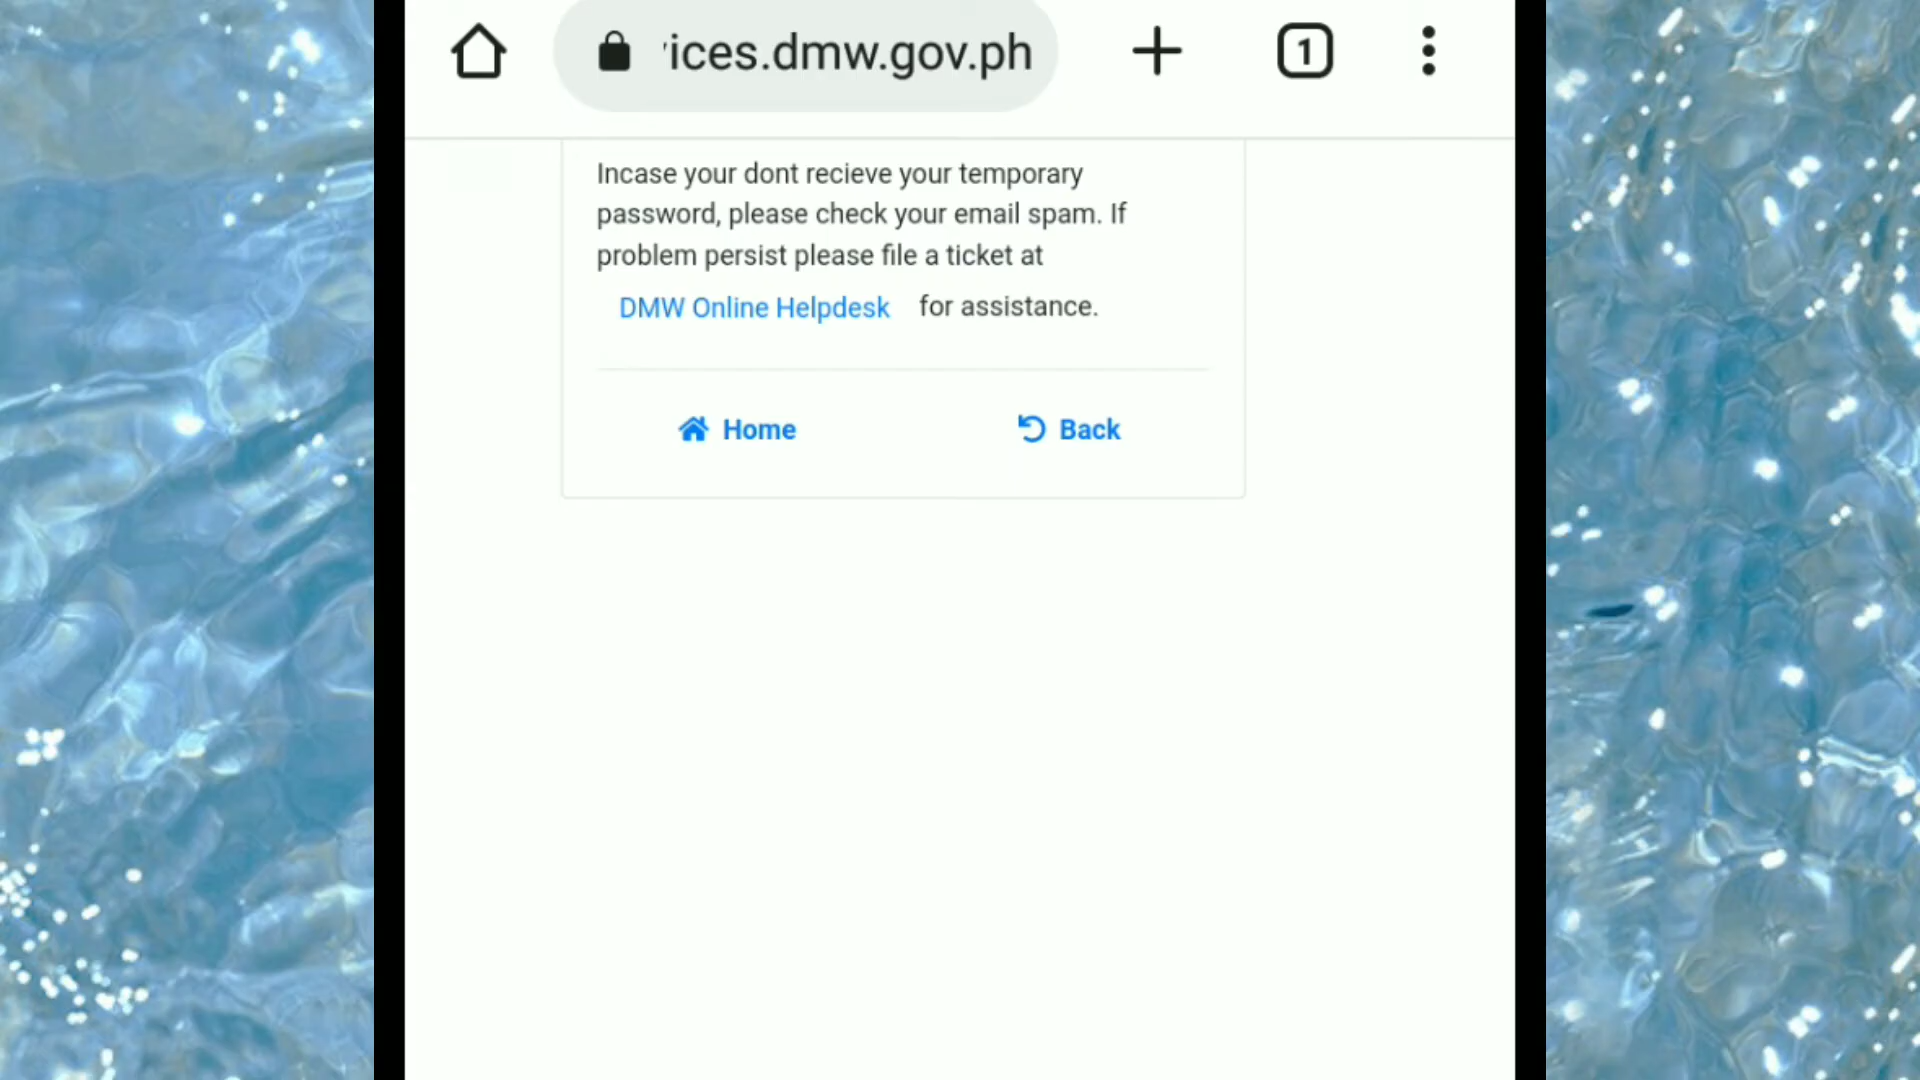 ices.dmw.gov.ph
1
Incase your dont recieve your temporary
password, please check your email spam. If
problem persist please file a ticket at
DMW Online Helpdesk for assistance.
Home
Back